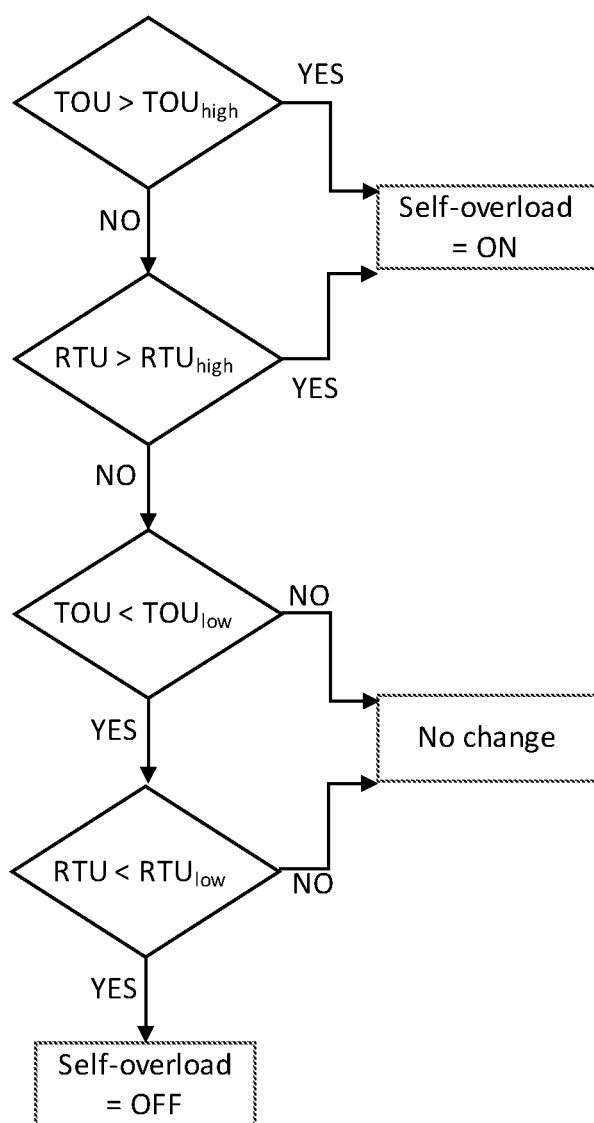 TOU > TOUhigh
YES
NO
Self-overload
= ON
RTU > RTUhigh
YES
NO
TOU < TOUlow
NO
YES
No change
RTU < RTUlow
NO
YES
Self-overload
= OFF